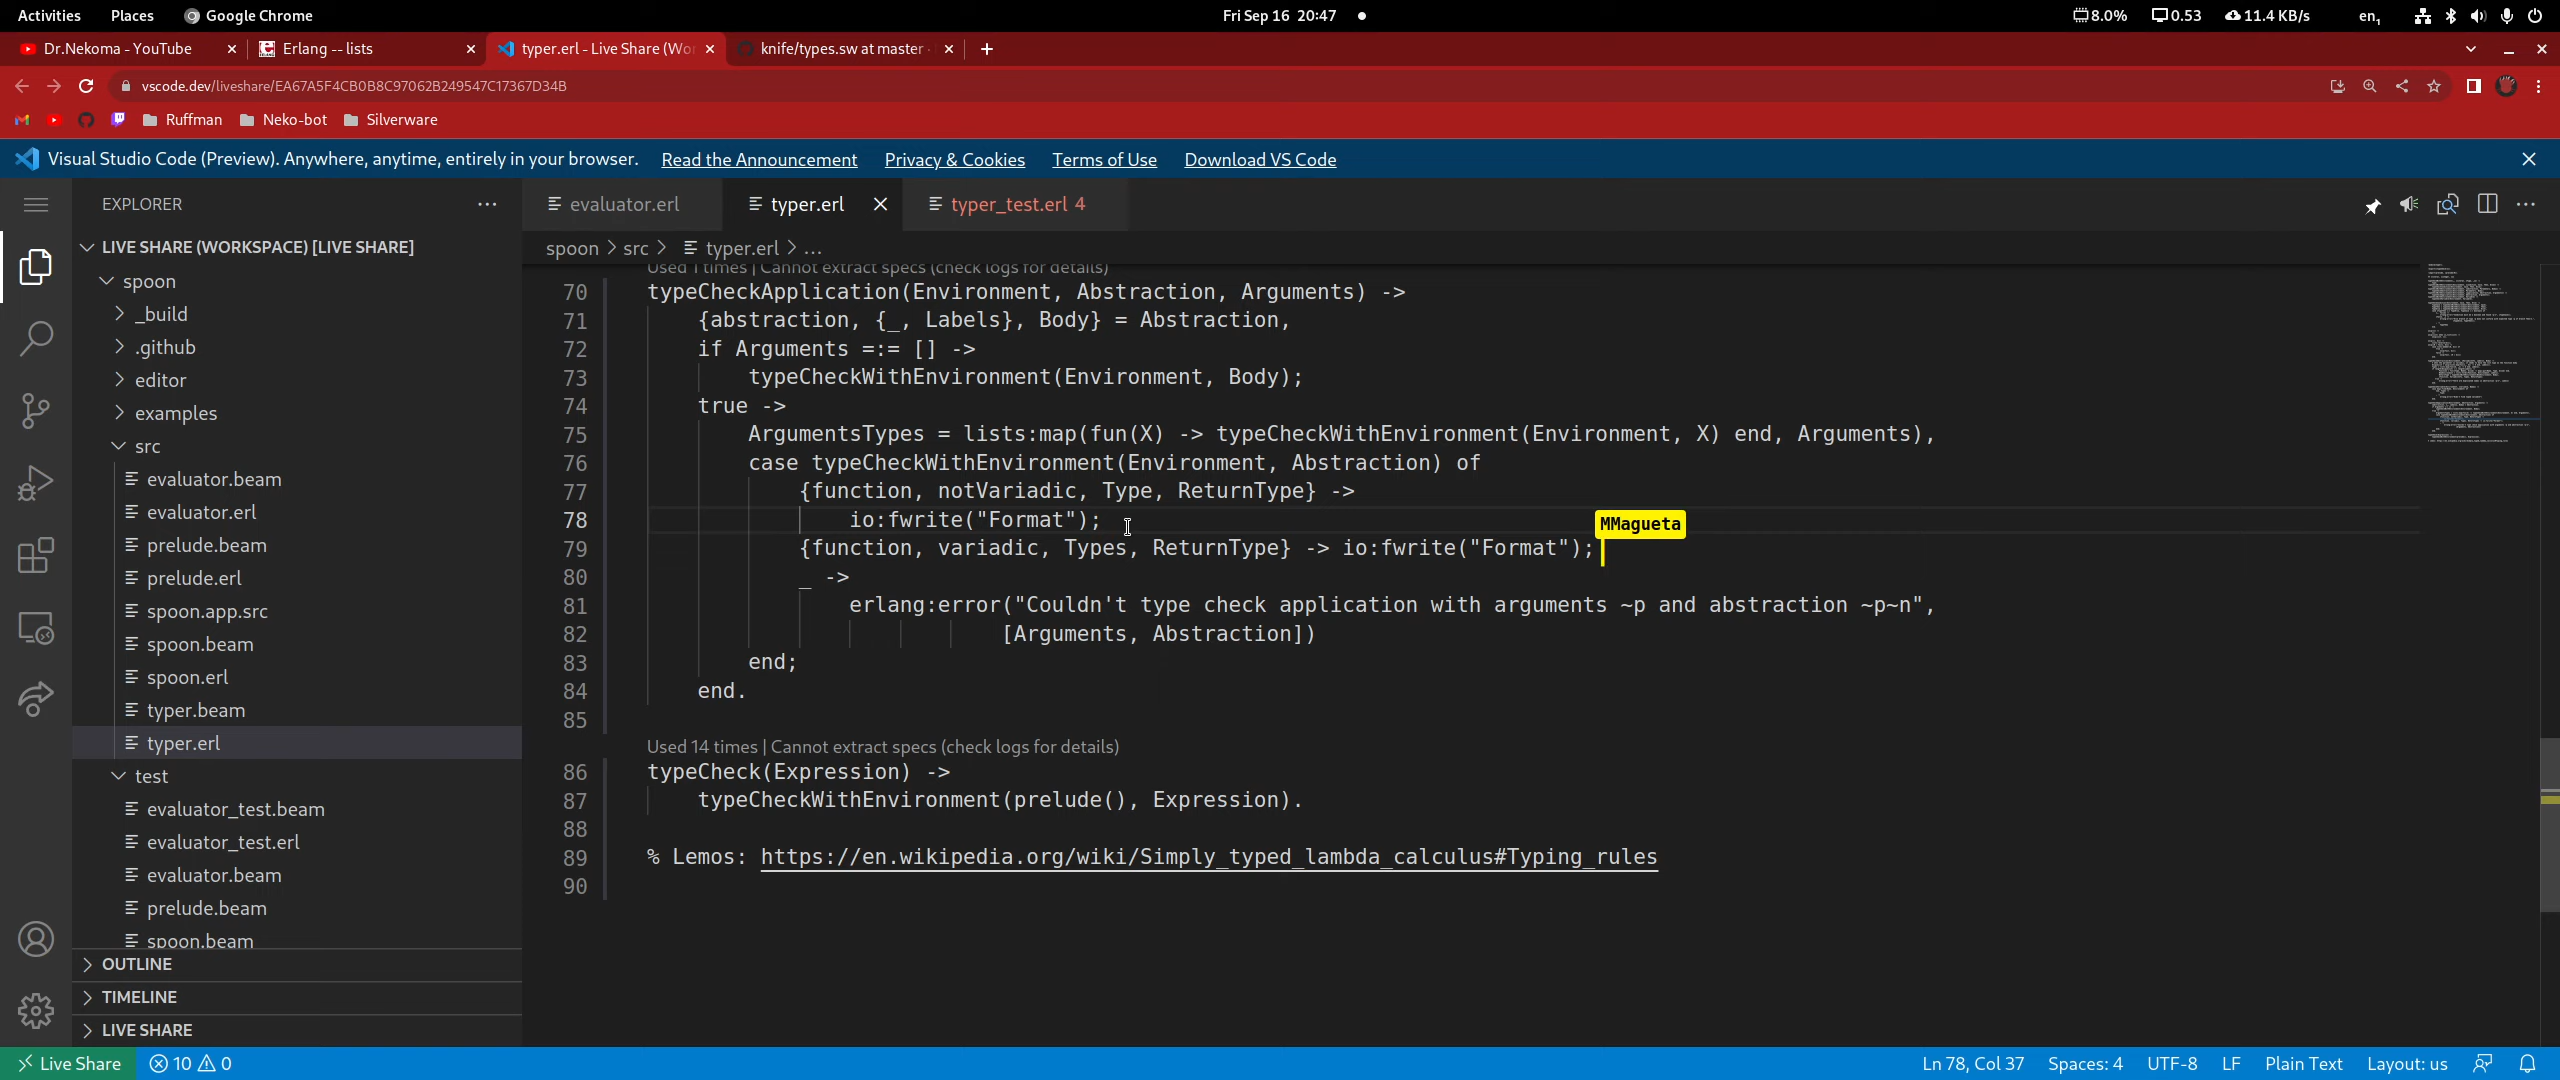 Activities Places Google Chrome Fri Sep 16 20:47 8.0% 0.53 11.4 KB/s en1
Dr.Nekoma - YouTube Erlang -- lists typer.erl - Live Share (Wor knife/types.sw at master ·
vscode.dev/liveshare/EA67A5F4CB0B8C97062B249547C17367D34B
Ruffman Neko-bot Silverware
Visual Studio Code (Preview). Anywhere, anytime, entirely in your browser. Read the Announcement Privacy & Cookies Terms of Use Download VS Code
EXPLORER
LIVE SHARE (WORKSPACE) [LIVE SHARE]
spoon
_build
.github
editor
examples
src
evaluator.beam
evaluator.erl
prelude.beam
prelude.erl
spoon.app.src
spoon.beam
spoon.erl
typer.beam
typer.erl
test
evaluator_test.beam
evaluator_test.erl
evaluator.beam
prelude.beam
spoon.beam
OUTLINE
TIMELINE
LIVE SHARE
evaluator.erl typer.erl typer_test.erl 4
spoon > src > typer.erl > ...
Used 1 times | Cannot extract specs (check logs for details)
70 typeCheckApplication(Environment, Abstraction, Arguments) ->
71 {abstraction, {_, Labels}, Body} = Abstraction,
72 if Arguments =:= [] ->
73 typeCheckWithEnvironment(Environment, Body);
74 true ->
75 ArgumentsTypes = lists:map(fun(X) -> typeCheckWithEnvironment(Environment, X) end, Arguments),
76 case typeCheckWithEnvironment(Environment, Abstraction) of
77 {function, notVariadic, Type, ReturnType} ->
78 io:fwrite("Format");
MMagueta
79 {function, variadic, Types, ReturnType} -> io:fwrite("Format");
80 _ ->
81 erlang:error("Couldn't type check application with arguments ~p and abstraction ~p~n",
82 [Arguments, Abstraction])
83 end;
84 end.
85
Used 14 times | Cannot extract specs (check logs for details)
86 typeCheck(Expression) ->
87 typeCheckWithEnvironment(prelude(), Expression).
88
89 % Lemos: https://en.wikipedia.org/wiki/Simply_typed_lambda_calculus#Typing_rules
90
Live Share 10 0 Ln 78, Col 37 Spaces: 4 UTF-8 LF Plain Text Layout: us